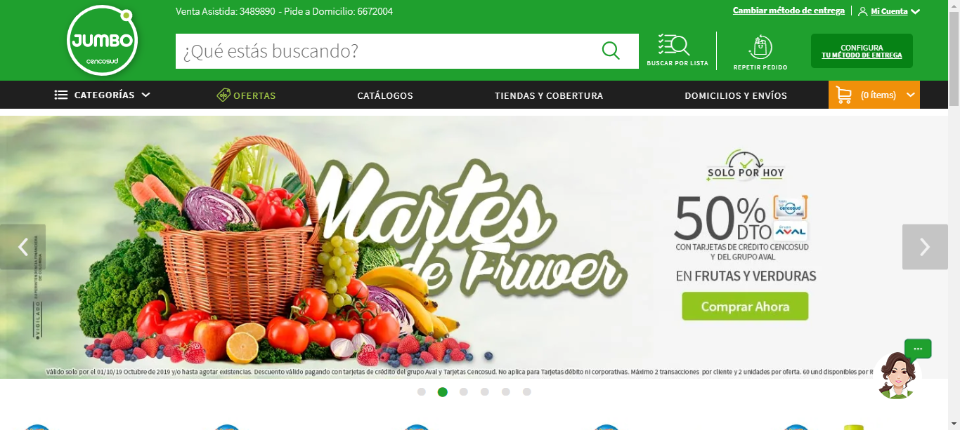 Venta Asistida: 3489890 - Pide a Domicilio: 6672004
Cambiar método de entrega
Mi Cuenta
JUMBO
cencosud
¿Qué estás buscando?
BUSCAR POR LISTA
REPETIR PEDIDO
CONFIGURA
TU MÉTODO DE ENTREGA
CATEGORÍAS
OFERTAS
CATÁLOGOS
TIENDAS Y COBERTURA
DOMICILIOS Y ENVÍOS
(0 ítems)
Martes
de Fruver
SOLO POR HOY
50%
DTO
cencosud
AVAL
CON TARJETAS DE CRÉDITO CENCOSUD
Y DEL GRUPO AVAL
EN FRUTAS Y VERDURAS
Comprar Ahora
VIGILADO
Válido solo por el 01/10/19 Octubre de 2019 y/o hasta agotar existencias. Descuento válido pagando con tarjetas de crédito del grupo Aval y Tarjetas Cencosud. No aplica para Tarjetas débito ni corporativas. Máximo 2 transacciones por cliente y 2 unidades por oferta. 60 und disponibles por